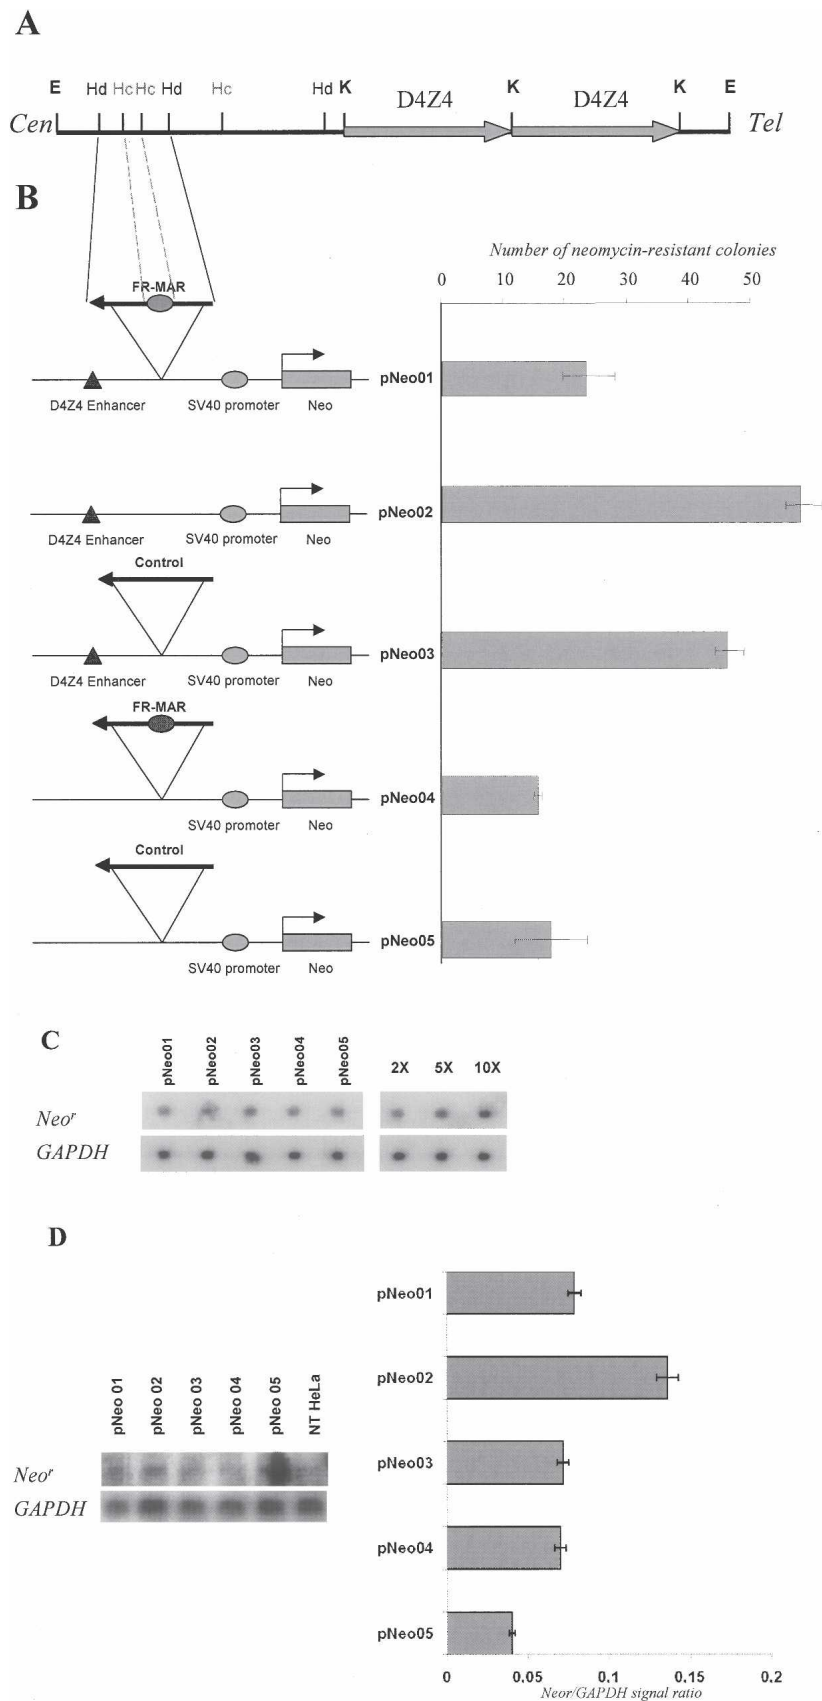 A
E Hd Hc Hc Hd Hc Hd K D4Z4 K D4Z4 K E
Cen Tel
B
Number of neomycin-resistant colonies
0 10 20 30 40 50
FR-MAR
pNeo01
D4Z4 Enhancer SV40 promoter Neo
pNeo02
D4Z4 Enhancer SV40 promoter Neo
Control
pNeo03
D4Z4 Enhancer SV40 promoter Neo
FR-MAR
pNeo04
SV40 promoter Neo
Control
pNeo05
SV40 promoter Neo
C
pNeo01 pNeo02 pNeo03 pNeo04 pNeo05 2X 5X 10X
Neoʳ
GAPDH
D
pNeo 01 pNeo 02 pNeo 03 pNeo 04 pNeo 05 NT HeLa
Neoʳ
GAPDH
pNeo01
pNeo02
pNeo03
pNeo04
pNeo05
0 0.05 0.1 0.15 0.2
Neor/GAPDH signal ratio